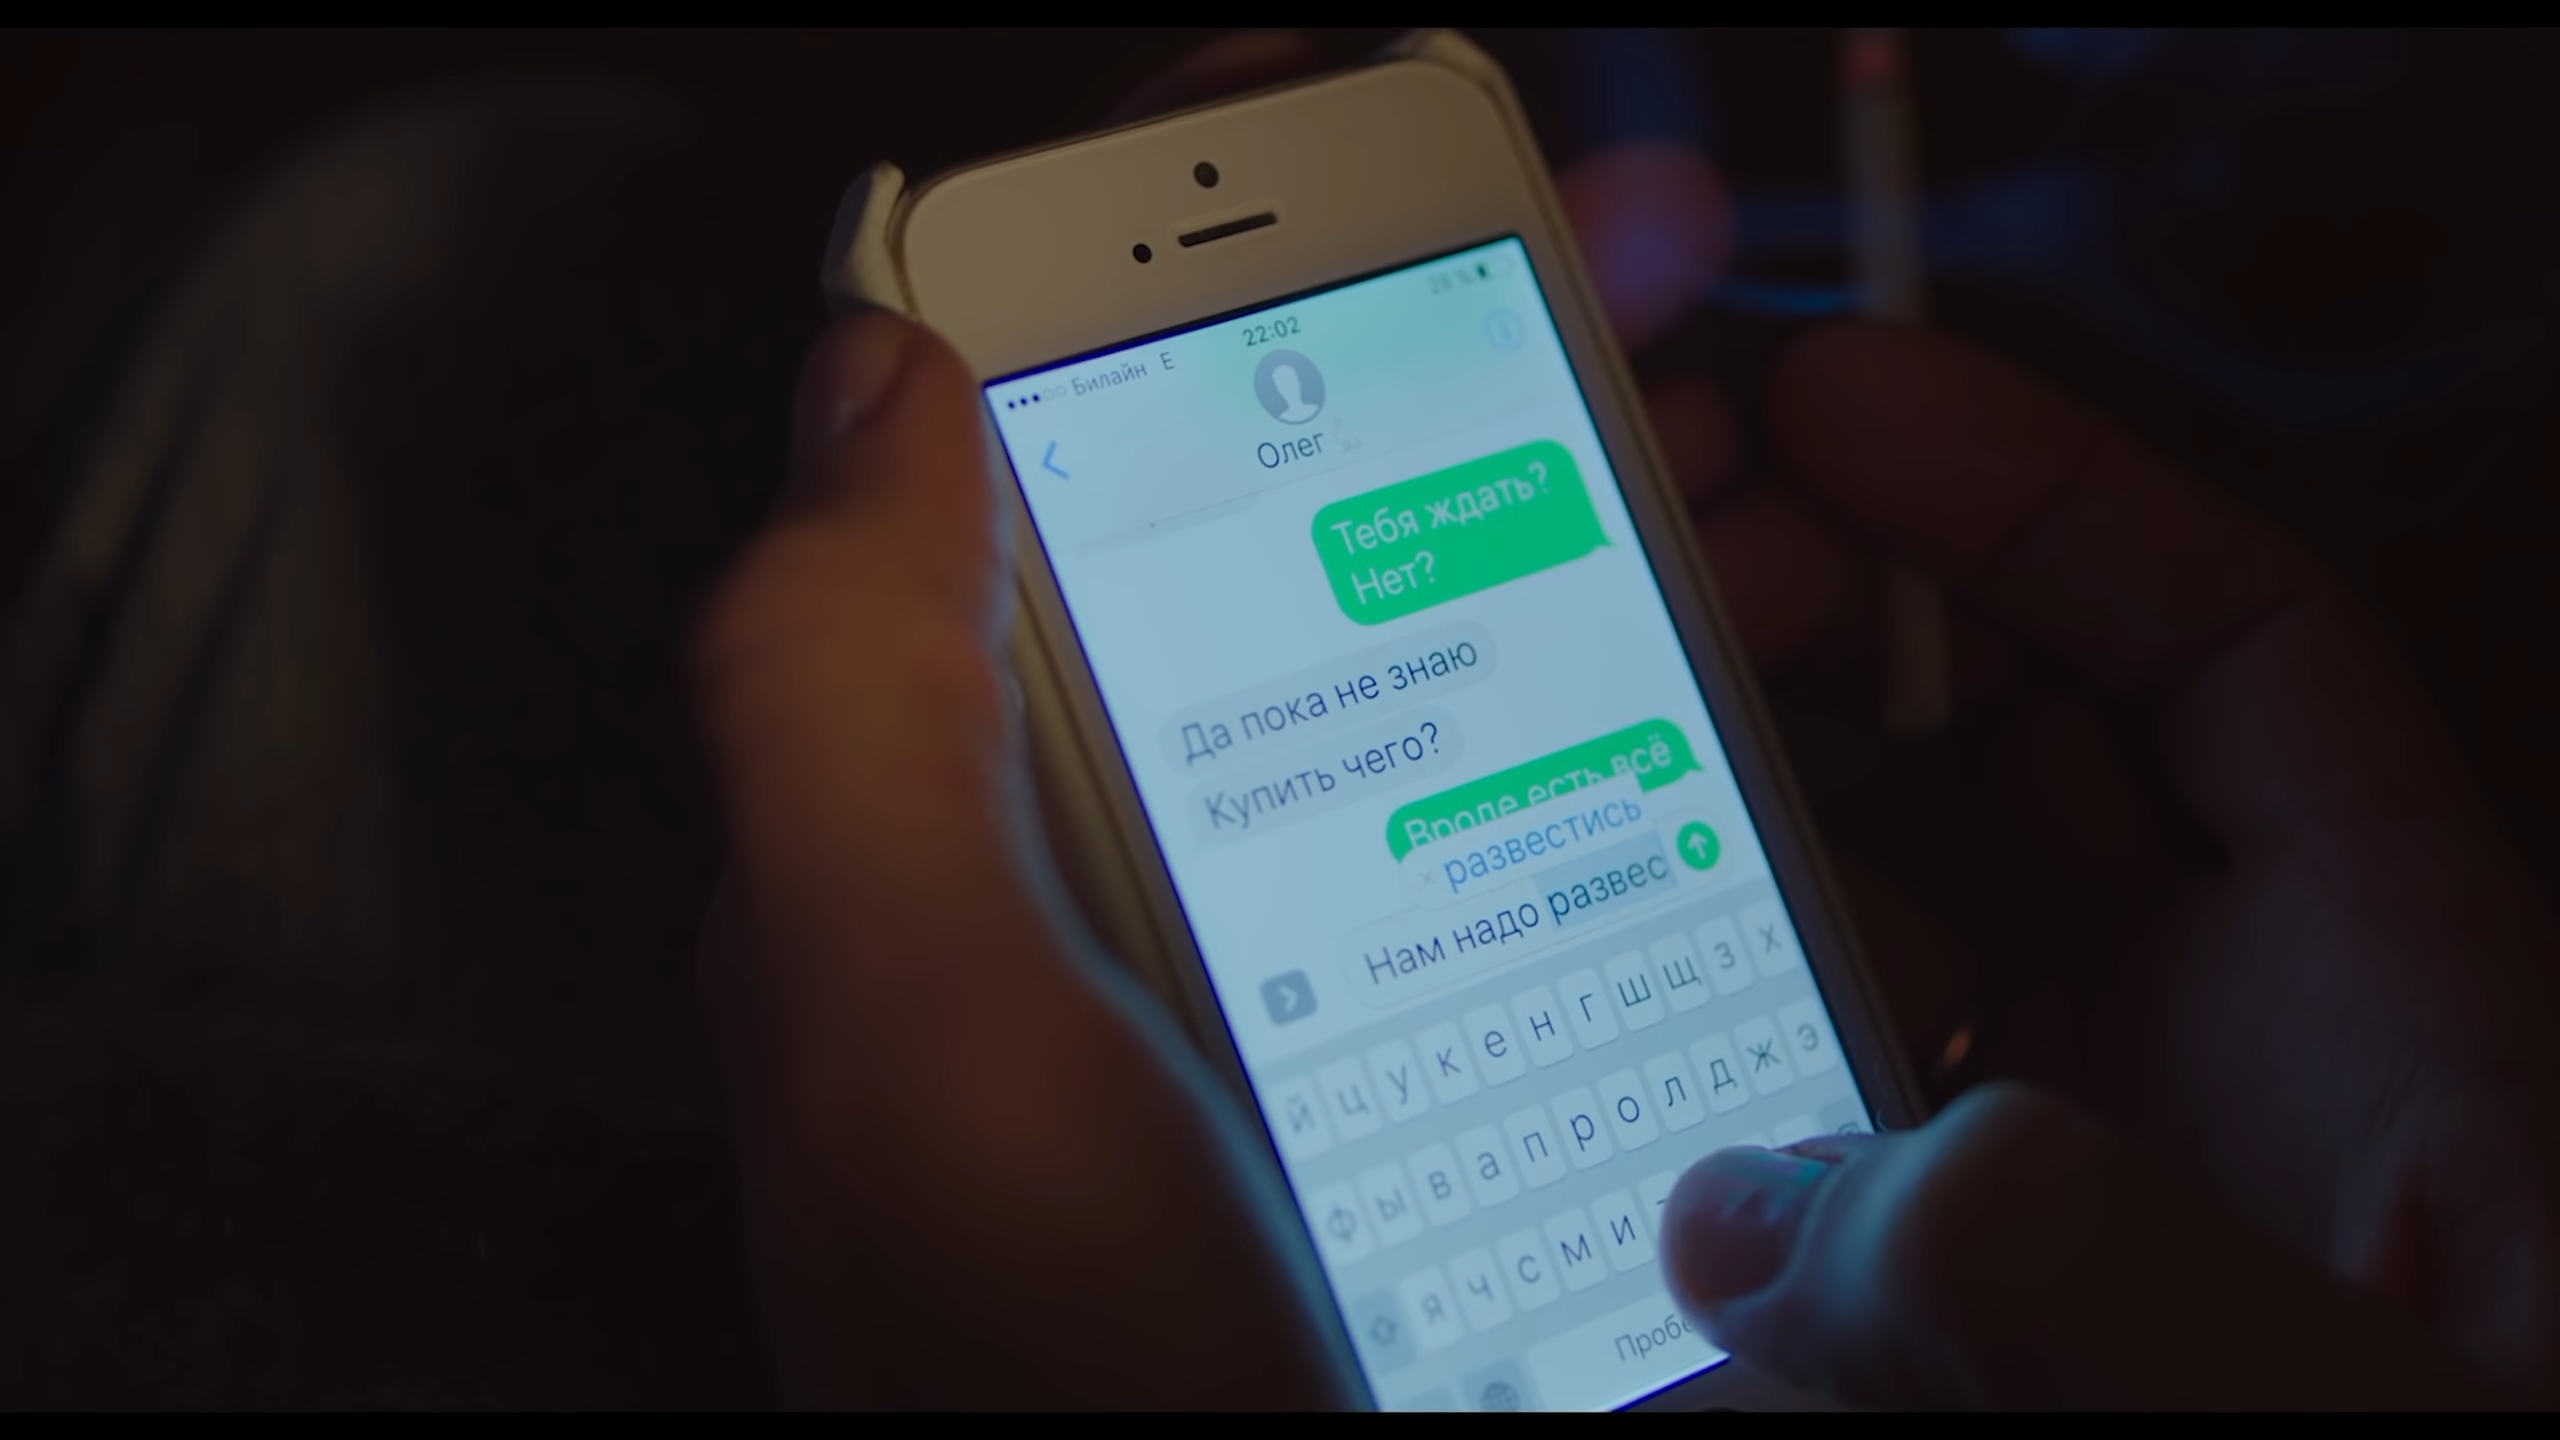 22:02
Билайн E
Олег
Тебя ждать?
Нет?
Да пока не знаю
Купить чего?
Вроде есть всё
× развестись
Нам надо развес
й ц у к е н г ш щ з х
ф ы в а п р о л д ж э
я ч с м и